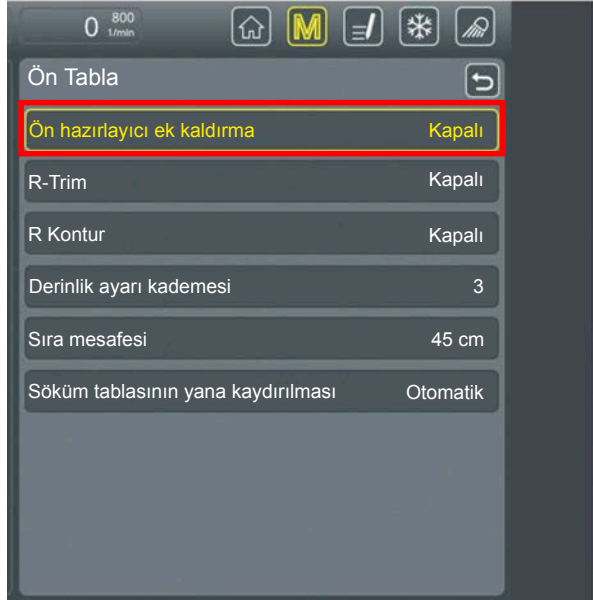 0 800
1/min
M
Ön Tabla
Ön hazırlayıcı ek kaldırma Kapalı
R-Trim Kapalı
R Kontur Kapalı
Derinlik ayarı kademesi 3
Sıra mesafesi 45 cm
Söküm tablasının yana kaydırılması Otomatik